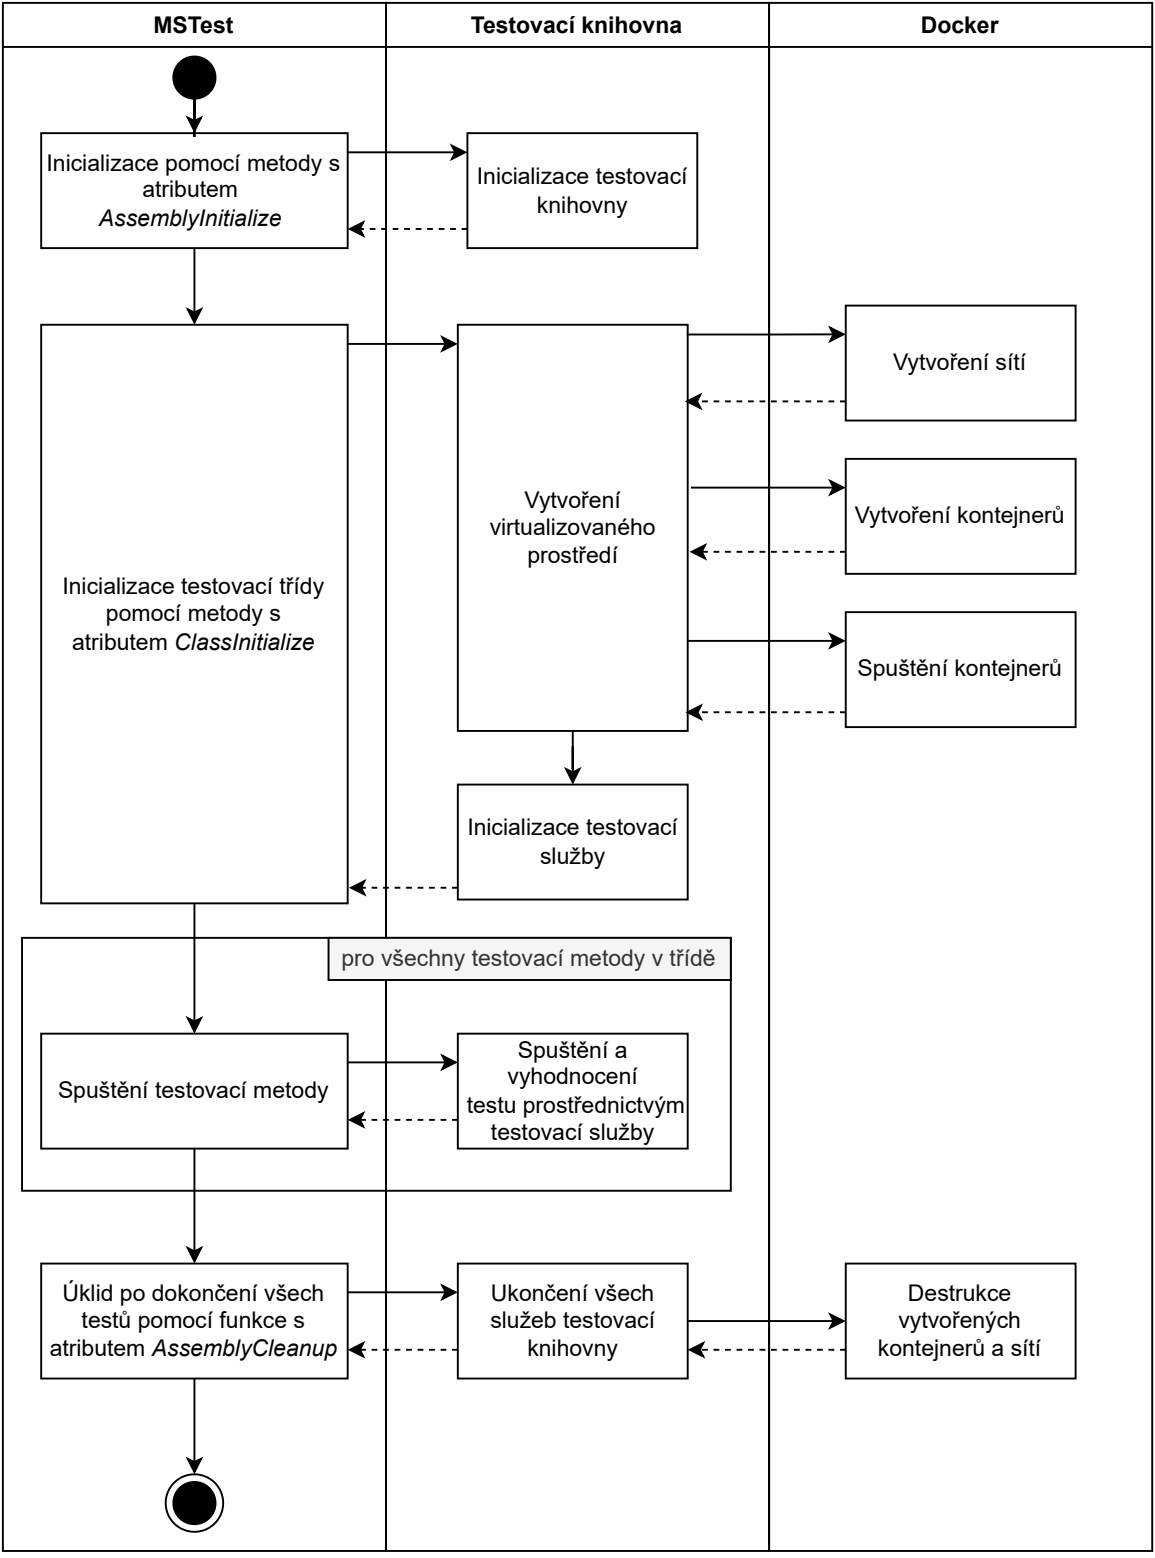 MSTest
Testovací knihovna
Docker
Inicializace pomocí metody s
atributem
AssemblyInitialize
Inicializace testovací
knihovny
Inicializace testovací třídy
pomocí metody s
atributem ClassInitialize
Vytvoření
virtualizovaného
prostředí
Vytvoření sítí
Vytvoření kontejnerů
Spuštění kontejnerů
Inicializace testovací
služby
pro všechny testovací metody v třídě
Spuštění testovací metody
Spuštění a
vyhodnocení
testu prostřednictvým
testovací služby
Úklid po dokončení všech
testů pomocí funkce s
atributem AssemblyCleanup
Ukončení všech
služeb testovací
knihovny
Destrukce
vytvořených
kontejnerů a sítí